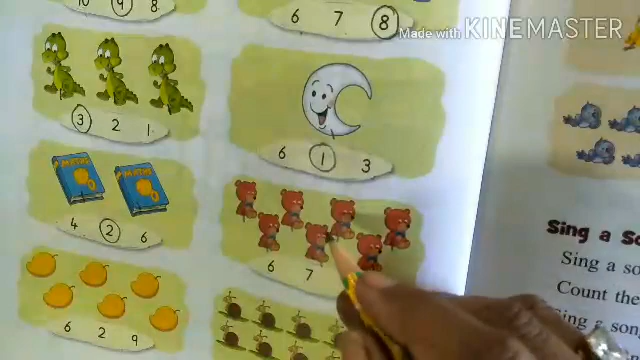 10 9 8
6 7 8
Made with KINEMASTER
3 2 1
6 1 3
MATHS
MATHS
4 2 6
6 7
6 2 9
Sing a So
Sing a so
Count the
Sing a song